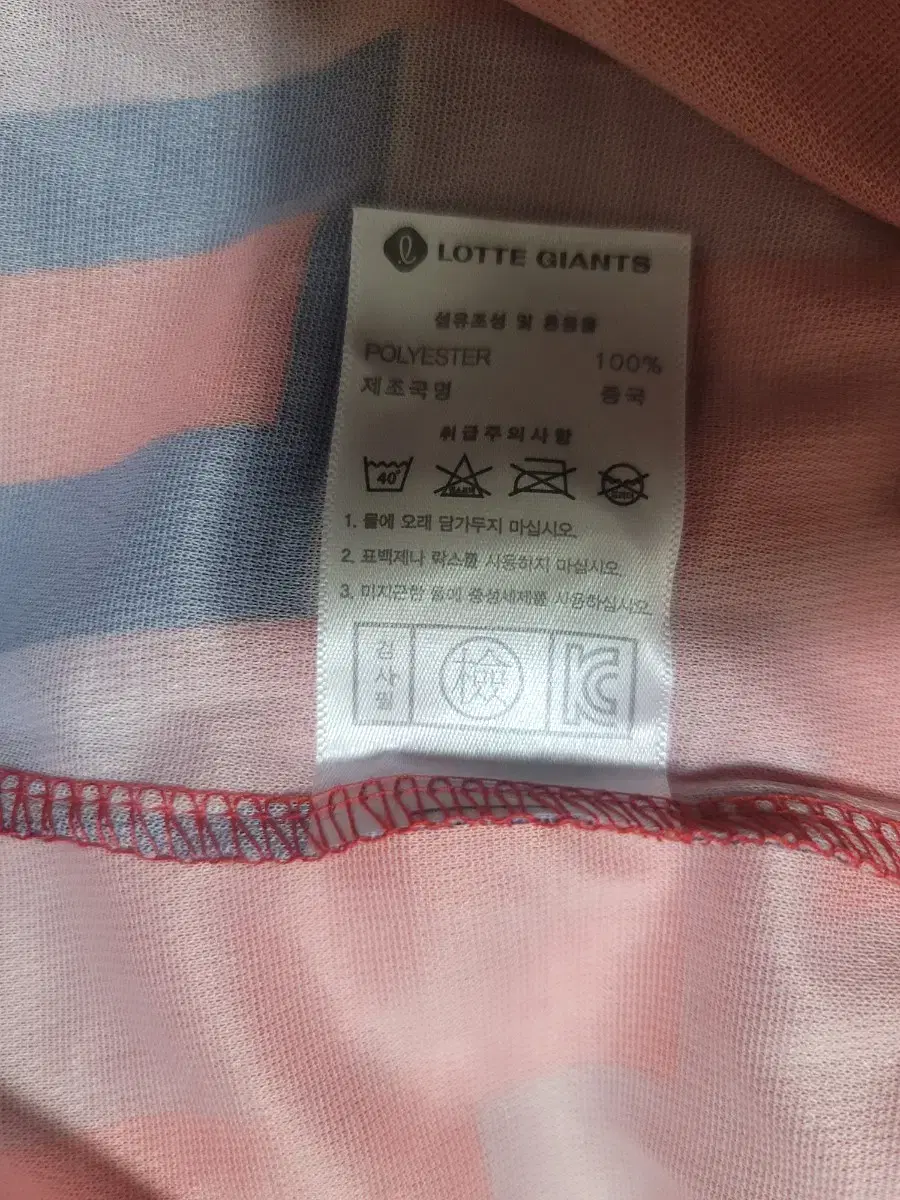 LOTTE GIANTS
섬유조성 및 혼용률
POLYESTER 100%
제조국명 중국
취급주의사항
40°
1. 물에 오래 담가두지 마십시오.
2. 표백제나 락스를 사용하지 마십시오.
3. 미지근한 물에 중성세제를 사용하십시오.
검사필 檢 KC